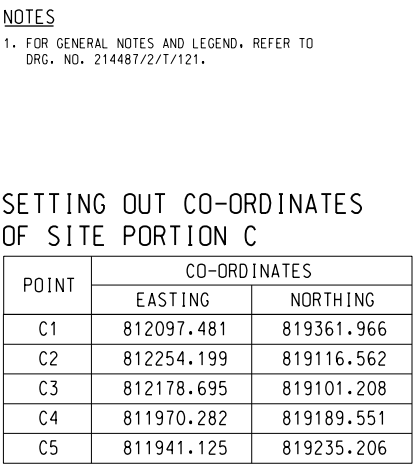 NOTES
1. FOR GENERAL NOTES AND LEGEND, REFER TO
DRG. NO. 214487/2/T/121.
SETTING OUT CO-ORDINATES
OF SITE PORTION C
POINT CO-ORDINATES
EASTING NORTHING
C1 812097.481 819361.966
C2 812254.199 819116.562
C3 812178.695 819101.208
C4 811970.282 819189.551
C5 811941.125 819235.206